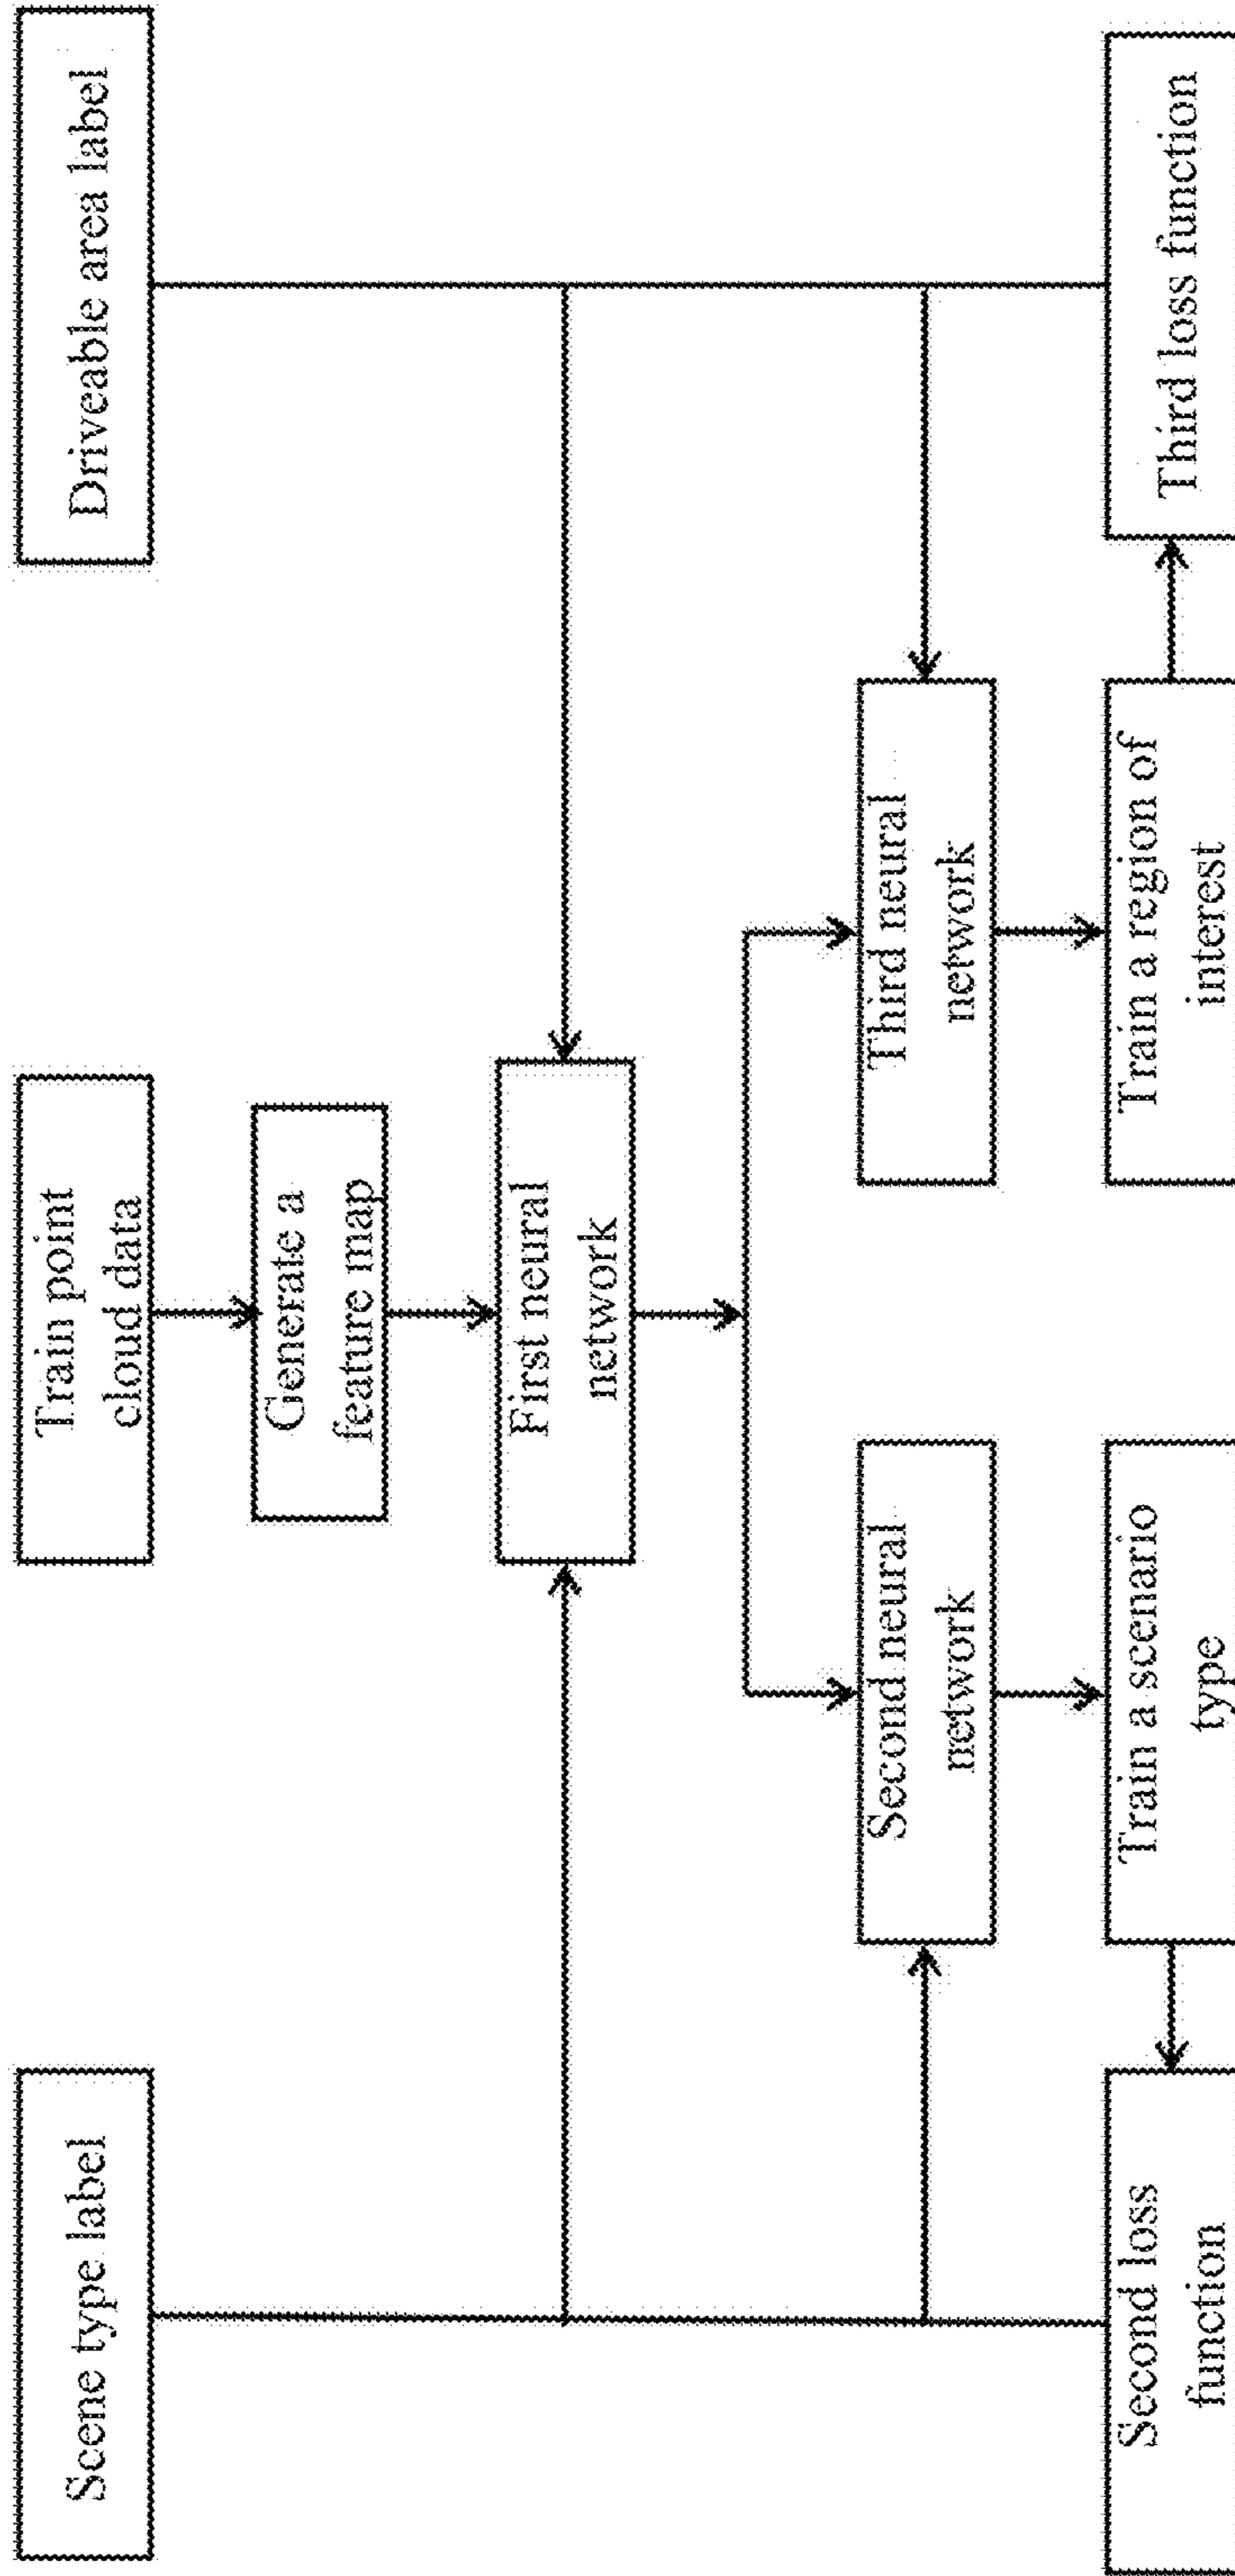 Scene type label
Train point
cloud data
Driveable area label
Generate a
feature map
First neural
network
Second neural
network
Third neural
network
Second loss
function
Train a scenario
type
Train a region of
interest
Third loss function